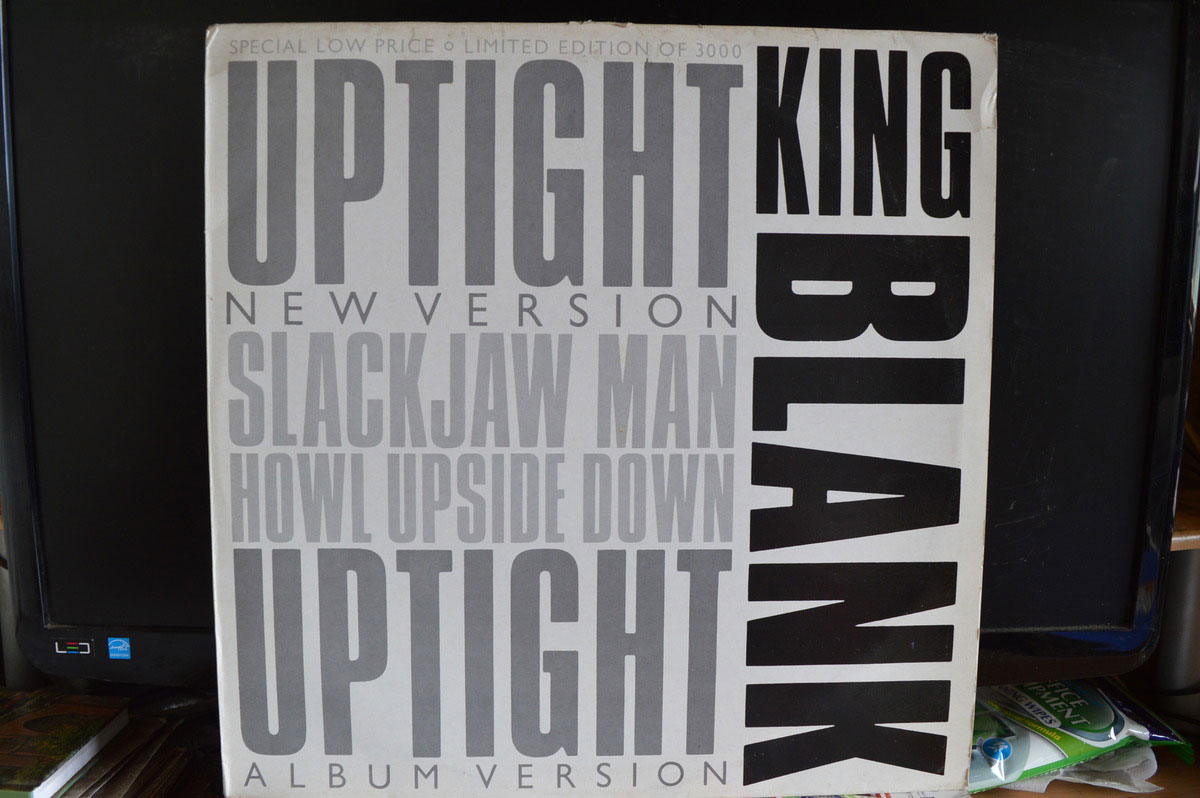 SPECIAL LOW PRICE o LIMITED EDITION OF 3000
UPTIGHT
NEW VERSION
SLACKJAW MAN
HOWL UPSIDE DOWN
UPTIGHT
ALBUM VERSION
KING
BLANK
LED